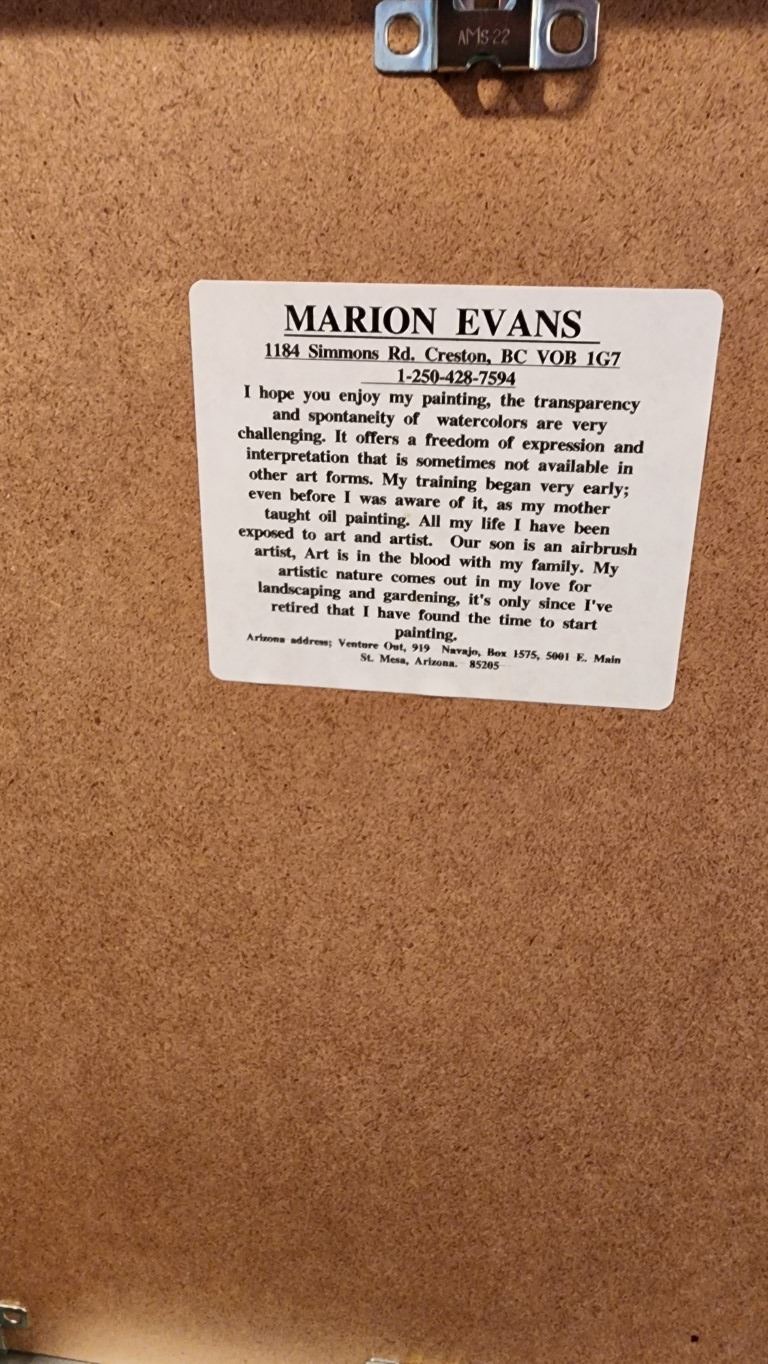 AMS-22
MARION EVANS
1184 Simmons Rd. Creston, BC VOB 1G7
1-250-428-7594
I hope you enjoy my painting, the transparency
and spontaneity of watercolors are very
challenging. It offers a freedom of expression and
interpretation that is sometimes not available in
other art forms. My training began very early;
even before I was aware of it, as my mother
taught oil painting. All my life I have been
exposed to art and artist. Our son is an airbrush
artist, Art is in the blood with my family. My
artistic nature comes out in my love for
landscaping and gardening, it's only since I've
retired that I have found the time to start
painting.
Arizona address; Venture Out, 919 Navajo, Box 1575, 5001 E. Main
St. Mesa, Arizona. 85205